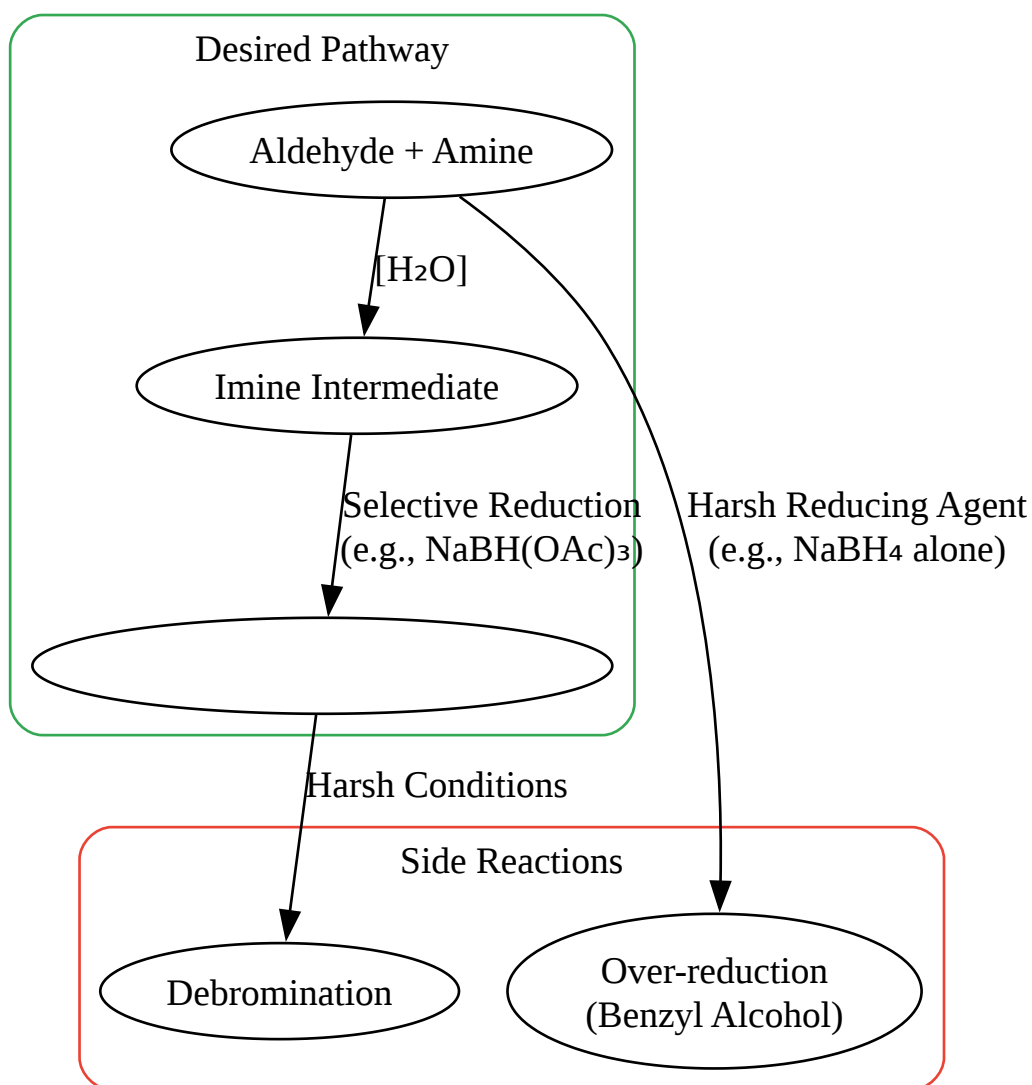 Desired Pathway
Aldehyde + Amine
[H₂O]
Imine Intermediate
Selective Reduction
(e.g., NaBH(OAc)₃)
Harsh Reducing Agent
(e.g., NaBH₄ alone)
Harsh Conditions
Side Reactions
Debromination
Over-reduction
(Benzyl Alcohol)